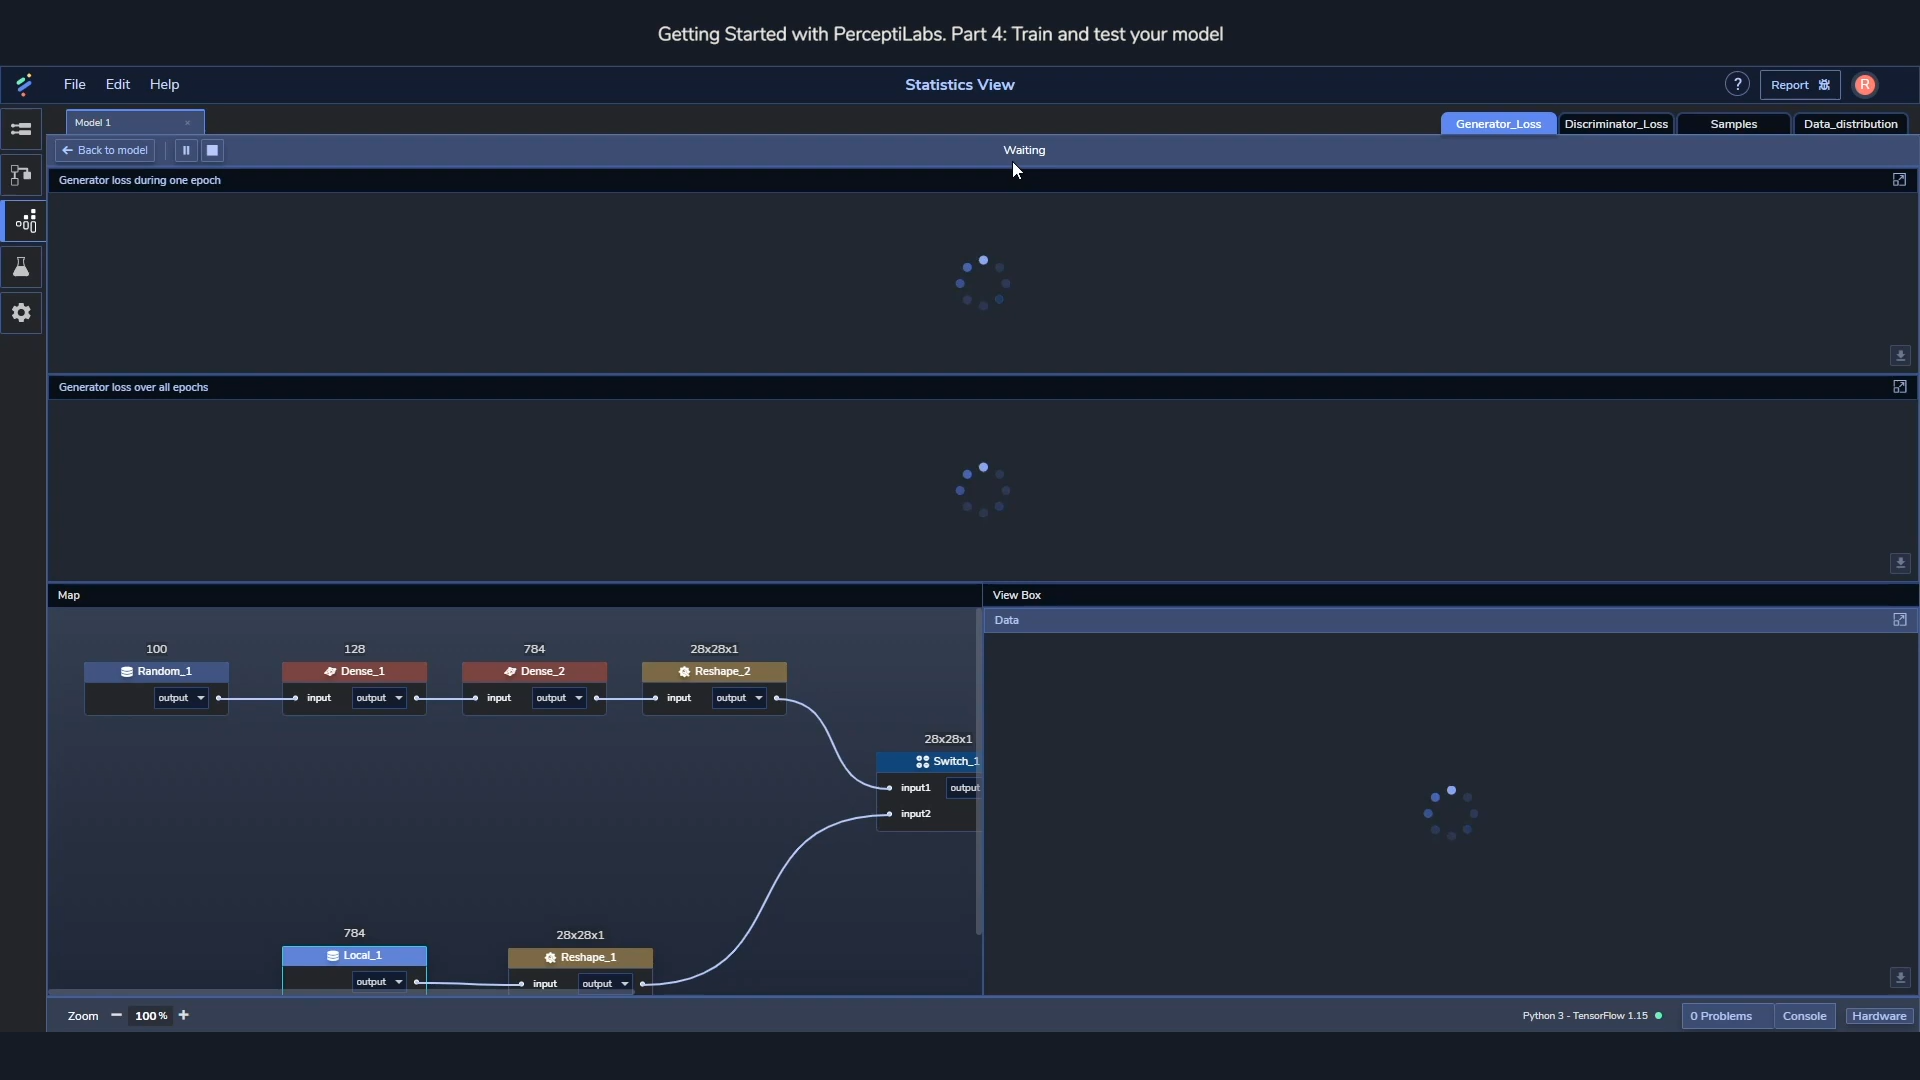 Getting Started with PerceptiLabs. Part 4: Train and test your model
File Edit Help Statistics View ? Report R
Model 1 × Generator_Loss Discriminator_Loss Samples Data_distribution
Back to model Waiting
Generator loss during one epoch
Generator loss over all epochs
Map View Box
Data
100 128 784 28x28x1
Random_1 Dense_1 Dense_2 Reshape_2
output input output input output input output
28x28x1
Switch_1
input1 output
input2
784 28x28x1
Local_1 Reshape_1
output input output
Zoom − 100 % + Python 3 - TensorFlow 1.15 0 Problems Console Hardware